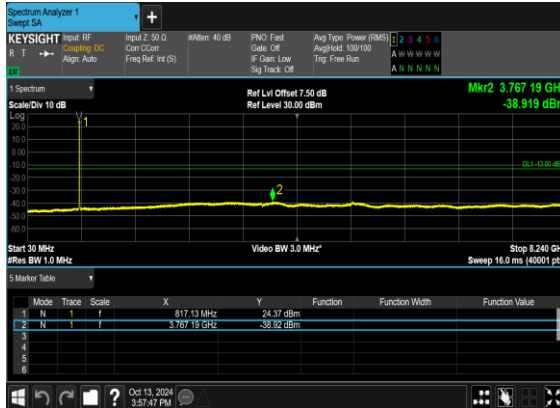 Spectrum Analyzer 1
Swept SA
+
KEYSIGHT Input: RF Input Z: 50 Ω #Atten: 40 dB PNO: Fast Avg Type: Power (RMS) 1 2 3 4 5 6
R T Coupling: DC Corr CCorr Gate: Off Avg|Hold: 100/100 A W W W W W
Align: Auto Freq Ref: Int (S) IF Gain: Low Trig: Free Run
Sig Track: Off A N N N N N
1 Spectrum
Ref Lvl Offset 7.50 dB Mkr2 3.767 19 GHz
Scale/Div 10 dB Ref Level 30.00 dBm -38.919 dBm
Log
1
20.0
10.0
0.00
-10.0
DL1 -13.00 dB
-20.0
-30.0
2
-40.0
-50.0
-60.0
Start 30 MHz Video BW 3.0 MHz* Stop 8.240 GH
#Res BW 1.0 MHz Sweep 16.0 ms (40001 pt
5 Marker Table
Mode Trace Scale X Y Function Function Width Function Value
1 N 1 f 817.13 MHz 24.37 dBm
2 N 1 f 3.767 19 GHz -38.92 dBm
3
4
5
6
? Oct 13, 2024
3:57:47 PM